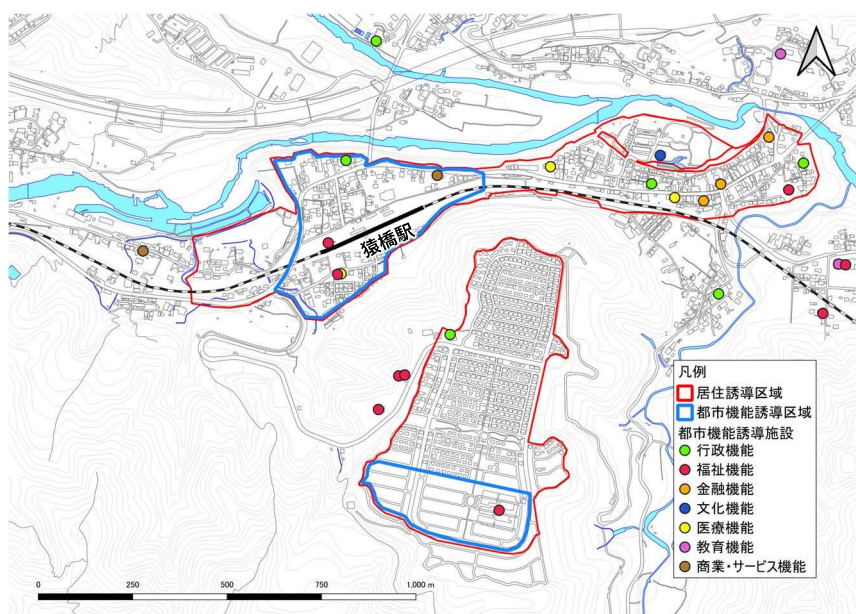 猿橋駅
凡例
居住誘導区域
都市機能誘導区域
都市機能誘導施設
行政機能
福祉機能
金融機能
文化機能
医療機能
教育機能
商業・サービス機能
0 250 500 750 1,000 m